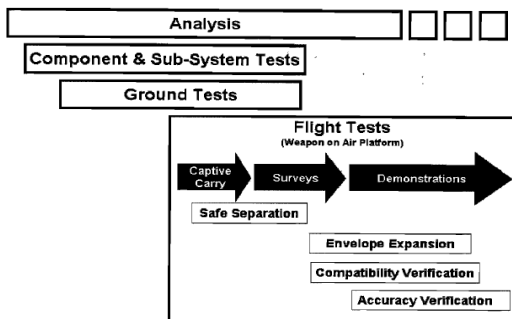 Analysis
Component & Sub-System Tests
Ground Tests
Flight Tests
(Weapon on Air Platform)
Captive
Carry
Surveys
Demonstrations
Safe Separation
Envelope Expansion
Compatibility Verification
Accuracy Verification